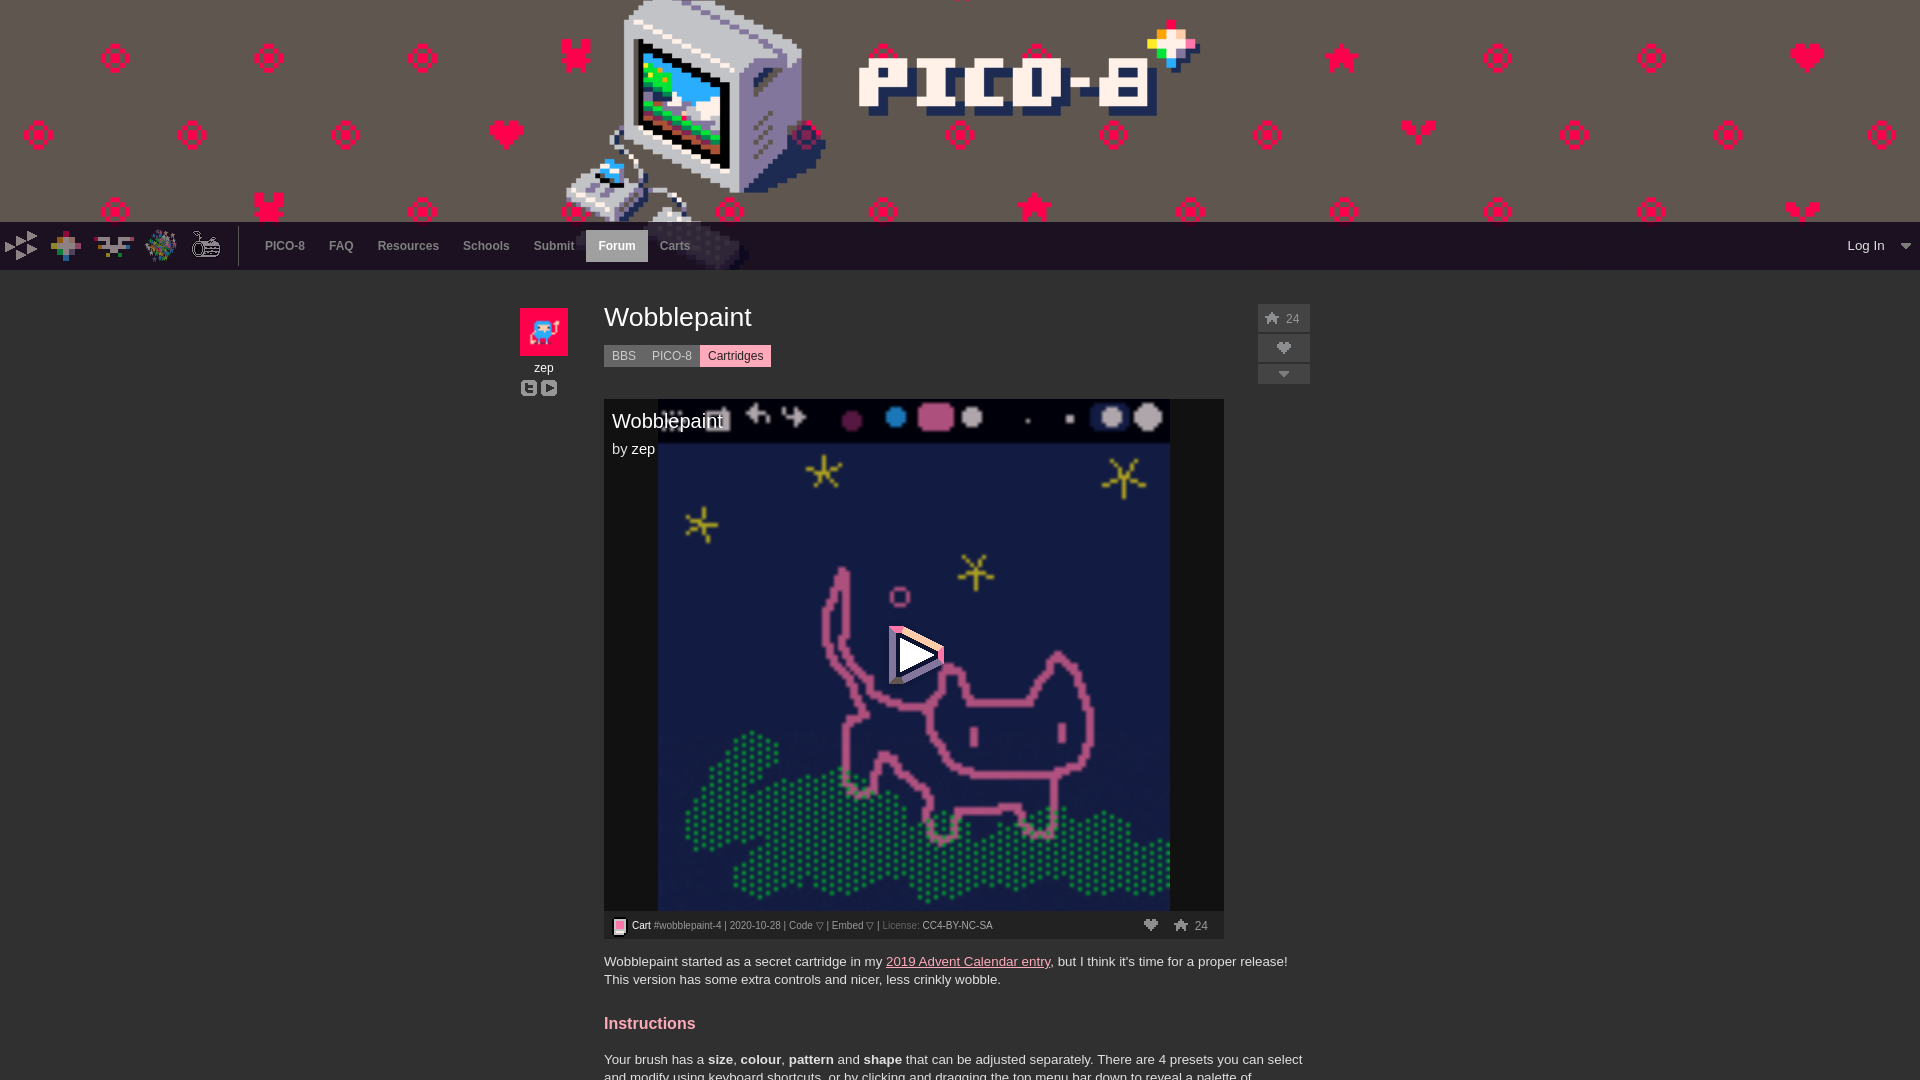 PICO-8
PICO-8 FAQ Resources Schools Submit Forum Carts Log In
Wobblepaint
24
BBS PICO-8 Cartridges
zep
Wobblepaint
by zep
Cart #wobblepaint-4 | 2020-10-28 | Code ▽ | Embed ▽ | License: CC4-BY-NC-SA 24
Wobblepaint started as a secret cartridge in my 2019 Advent Calendar entry, but I think it's time for a proper release!
This version has some extra controls and nicer, less crinkly wobble.
Instructions
Your brush has a size, colour, pattern and shape that can be adjusted separately. There are 4 presets you can select
and modify using keyboard shortcuts, or by clicking and dragging the top menu bar down to reveal a palette of